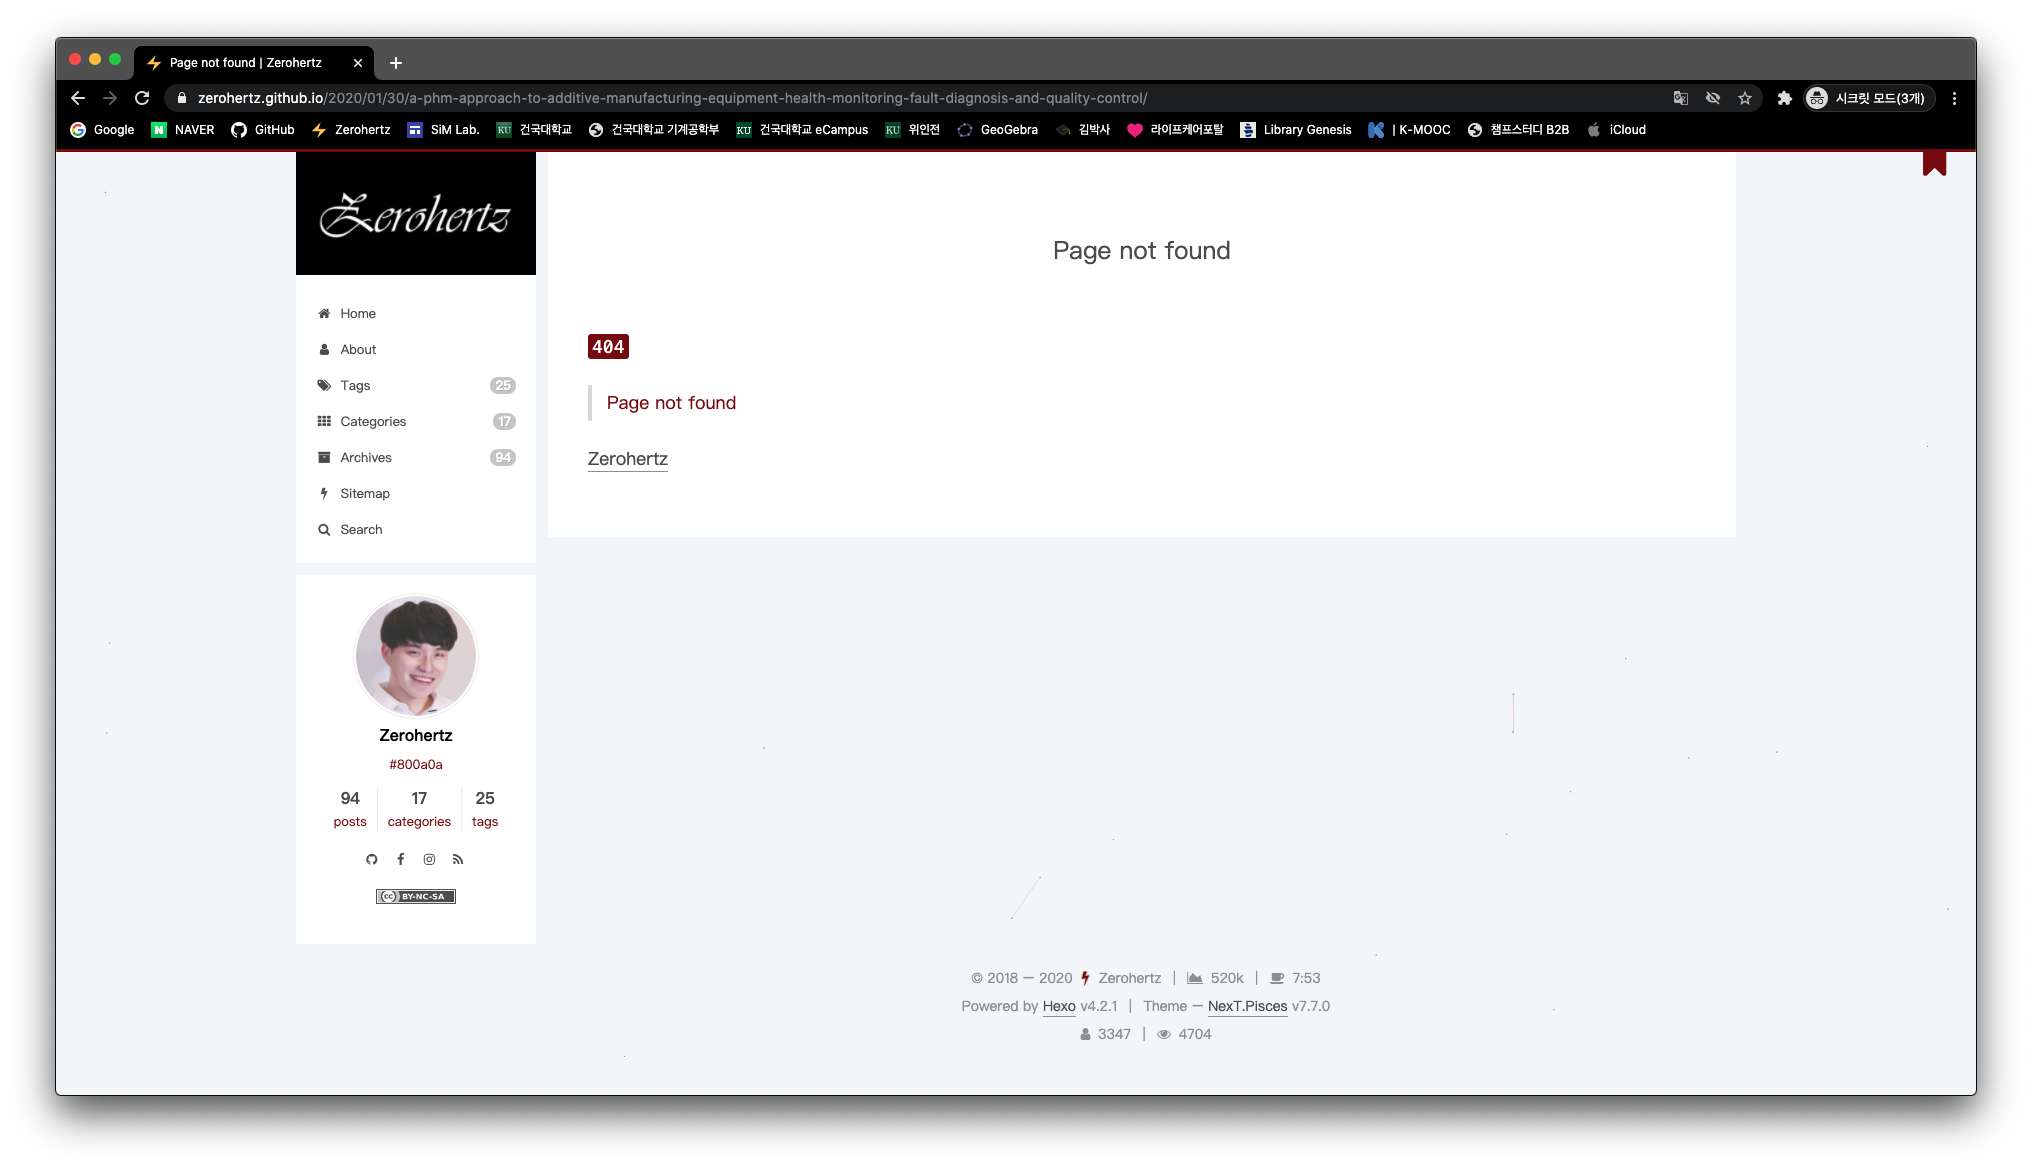 Page not found | Zerohertz
zerohertz.github.io/2020/01/30/a-phm-approach-to-additive-manufacturing-equipment-health-monitoring-fault-diagnosis-and-quality-control/
시크릿 모드(3개)
Google NAVER GitHub Zerohertz SiM Lab. KU 건국대학교 건국대학교 기계공학부 KU 건국대학교 eCampus KU 위인전 GeoGebra 김박사 라이프케어포탈 Library Genesis | K-MOOC 챔프스터디 B2B iCloud
Zerohertz
Home
About
Tags 25
Categories 17
Archives 94
Sitemap
Search
Page not found
404
Page not found
Zerohertz
Zerohertz
#800a0a
94 17 25
posts categories tags
cc BY-NC-SA
© 2018 – 2020 Zerohertz | 520k | 7:53
Powered by Hexo v4.2.1 | Theme – NexT.Pisces v7.7.0
3347 | 4704